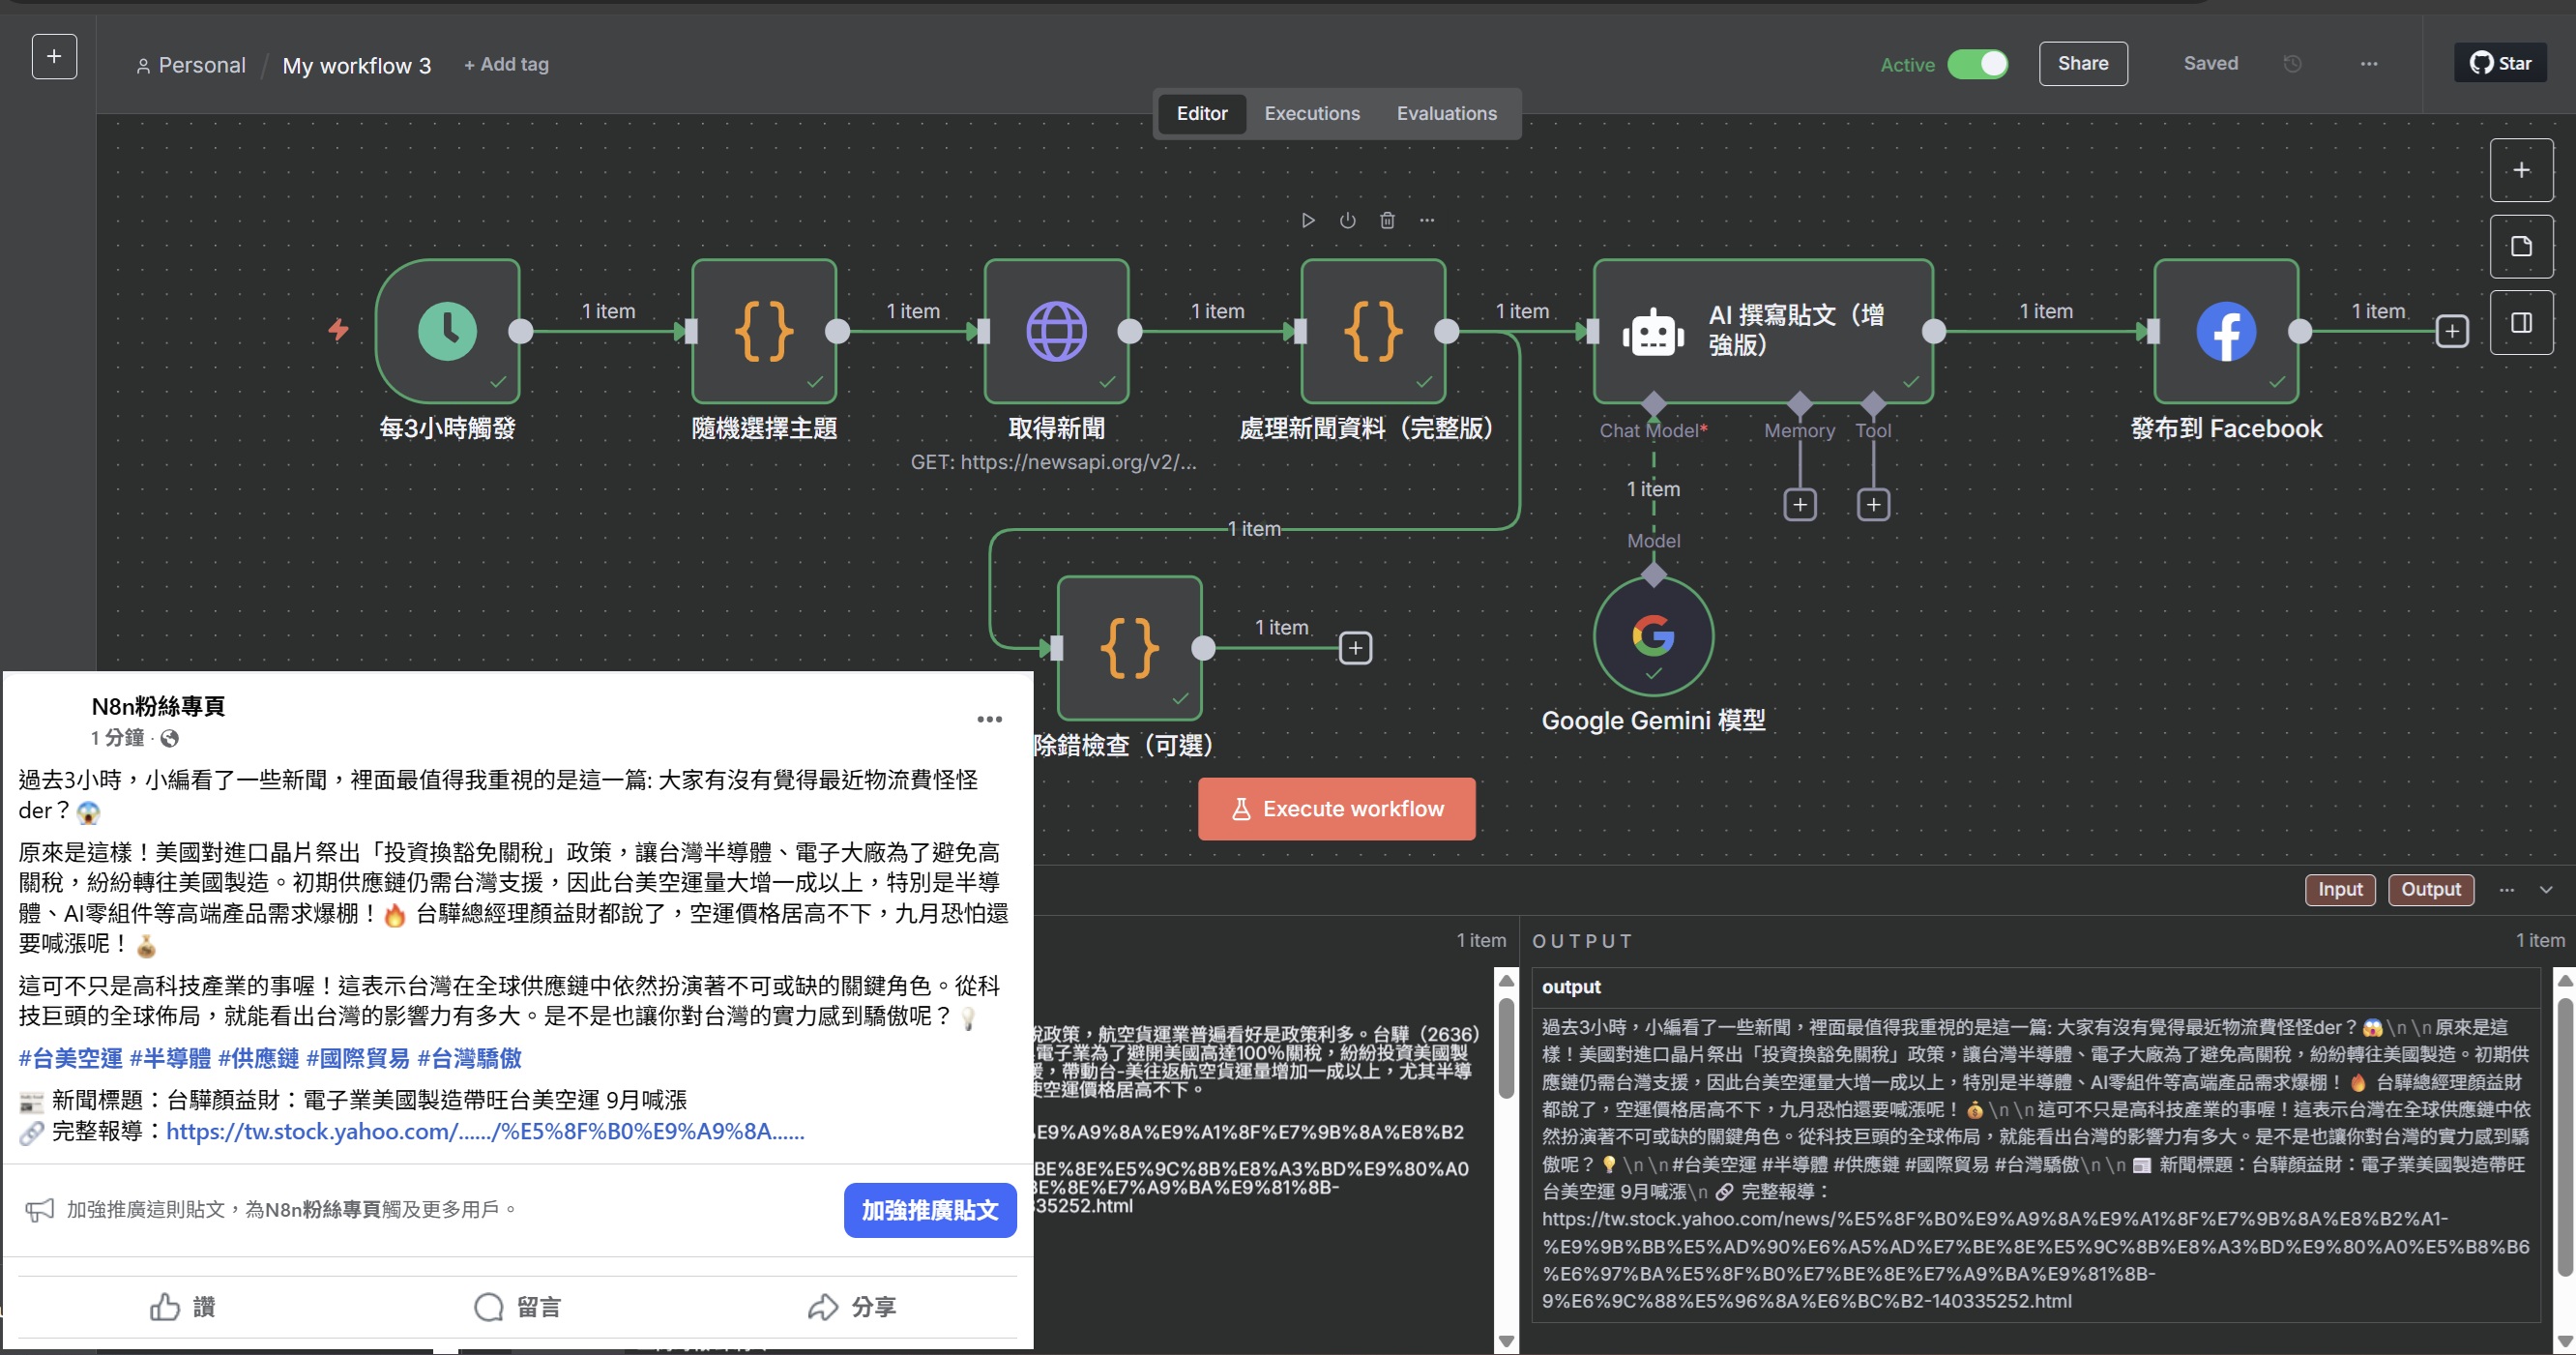 Personal / My workflow 3 + Add tag
Active
Share
Saved
Star
Editor Executions Evaluations
1 item
1 item
1 item
1 item
1 item
1 item
AI 撰寫貼文（增
強版）
每3小時觸發
隨機選擇主題
取得新聞
處理新聞資料（完整版）
發布到 Facebook
GET: https://newsapi.org/v2/...
Chat Model*
Memory
Tool
1 item
Model
1 item
1 item
Google Gemini 模型
除錯檢查（可選）
Execute workflow
N8n粉絲專頁
1 分鐘 ·
過去3小時，小編看了一些新聞，裡面最值得我重視的是這一篇: 大家有沒有覺得最近物流費怪怪
der？😱
原來是這樣！美國對進口晶片祭出「投資換豁免關稅」政策，讓台灣半導體、電子大廠為了避免高
關稅，紛紛轉往美國製造。初期供應鏈仍需台灣支援，因此台美空運量大增一成以上，特別是半導
體、AI零組件等高端產品需求爆棚！🔥 台驊總經理顏益財都說了，空運價格居高不下，九月恐怕還
要喊漲呢！💰
這可不只是高科技產業的事喔！這表示台灣在全球供應鏈中依然扮演著不可或缺的關鍵角色。從科
技巨頭的全球佈局，就能看出台灣的影響力有多大。是不是也讓你對台灣的實力感到驕傲呢？💡
#台美空運 #半導體 #供應鏈 #國際貿易 #台灣驕傲
📰 新聞標題：台驊顏益財：電子業美國製造帶旺台美空運 9月喊漲
🔗 完整報導：https://tw.stock.yahoo.com/....../%E5%8F%B0%E9%A9%8A......
加強推廣這則貼文，為N8n粉絲專頁觸及更多用戶。
加強推廣貼文
讚
留言
分享
Input
Output
1 item
稅政策，航空貨運業普遍看好是政策利多。台驊（2636）
電子業為了避開美國高達100%關稅，紛紛投資美國製
援，帶動台-美往返航空貨運量增加一成以上，尤其半導
使空運價格居高不下。
E9%A9%8A%E9%A1%8F%E7%9B%8A%E8%B2
BE%8E%E5%9C%8B%E8%A3%BD%E9%80%A0
8E%8E%E7%A9%BA%E9%81%8B-
335252.html
OUTPUT
1 item
output
過去3小時，小編看了一些新聞，裡面最值得我重視的是這一篇: 大家有沒有覺得最近物流費怪怪der？😱\n\n原來是這
樣！美國對進口晶片祭出「投資換豁免關稅」政策，讓台灣半導體、電子大廠為了避免高關稅，紛紛轉往美國製造。初期供
應鏈仍需台灣支援，因此台美空運量大增一成以上，特別是半導體、AI零組件等高端產品需求爆棚！🔥 台驊總經理顏益財
都說了，空運價格居高不下，九月恐怕還要喊漲呢！💰\n\n這可不只是高科技產業的事喔！這表示台灣在全球供應鏈中依
然扮演著不可或缺的關鍵角色。從科技巨頭的全球佈局，就能看出台灣的影響力有多大。是不是也讓你對台灣的實力感到驕
傲呢？💡\n\n#台美空運 #半導體 #供應鏈 #國際貿易 #台灣驕傲\n\n📰 新聞標題：台驊顏益財：電子業美國製造帶旺
台美空運 9月喊漲\n🔗 完整報導：
https://tw.stock.yahoo.com/news/%E5%8F%B0%E9%A9%8A%E9%A1%8F%E7%9B%8A%E8%B2%A1-
%E9%9B%BB%E5%AD%90%E6%A5%AD%E7%BE%8E%E5%9C%8B%E8%A3%BD%E9%80%A0%E5%B8%B6
%E6%97%BA%E5%8F%B0%E7%BE%8E%E7%A9%BA%E9%81%8B-
9%E6%9C%88%E5%96%8A%E6%BC%B2-140335252.html